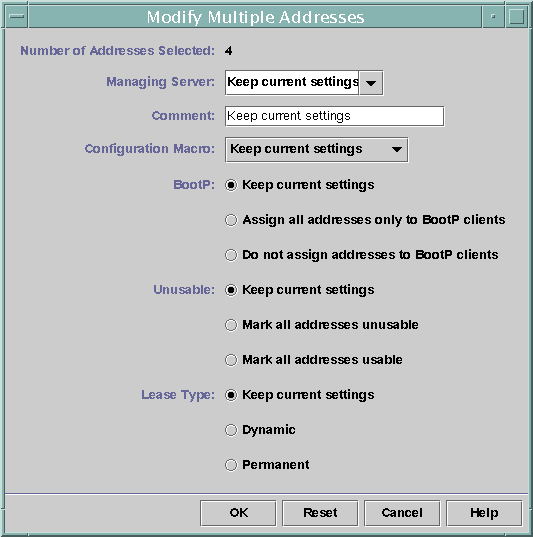 Modify Multiple Addresses
Number of Addresses Selected: 4
Managing Server: Keep current settings
Comment: Keep current settings
Configuration Macro: Keep current settings
BootP: Keep current settings
Assign all addresses only to BootP clients
Do not assign addresses to BootP clients
Unusable: Keep current settings
Mark all addresses unusable
Mark all addresses usable
Lease Type: Keep current settings
Dynamic
Permanent
OK Reset Cancel Help